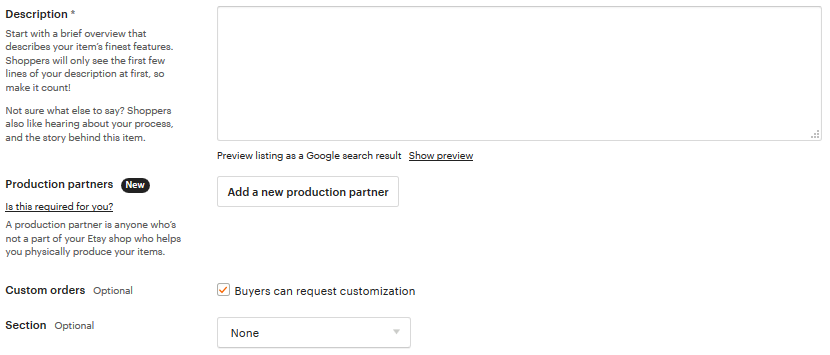 Description *
Start with a brief overview that
describes your item's finest features.
Shoppers will only see the first few
lines of your description at first, so
make it count!
Not sure what else to say? Shoppers
also like hearing about your process,
and the story behind this item.
Preview listing as a Google search result Show preview
Production partners New
Add a new production partner
Is this required for you?
A production partner is anyone who's
not a part of your Etsy shop who helps
you physically produce your items.
Custom orders Optional
Buyers can request customization
Section Optional
None